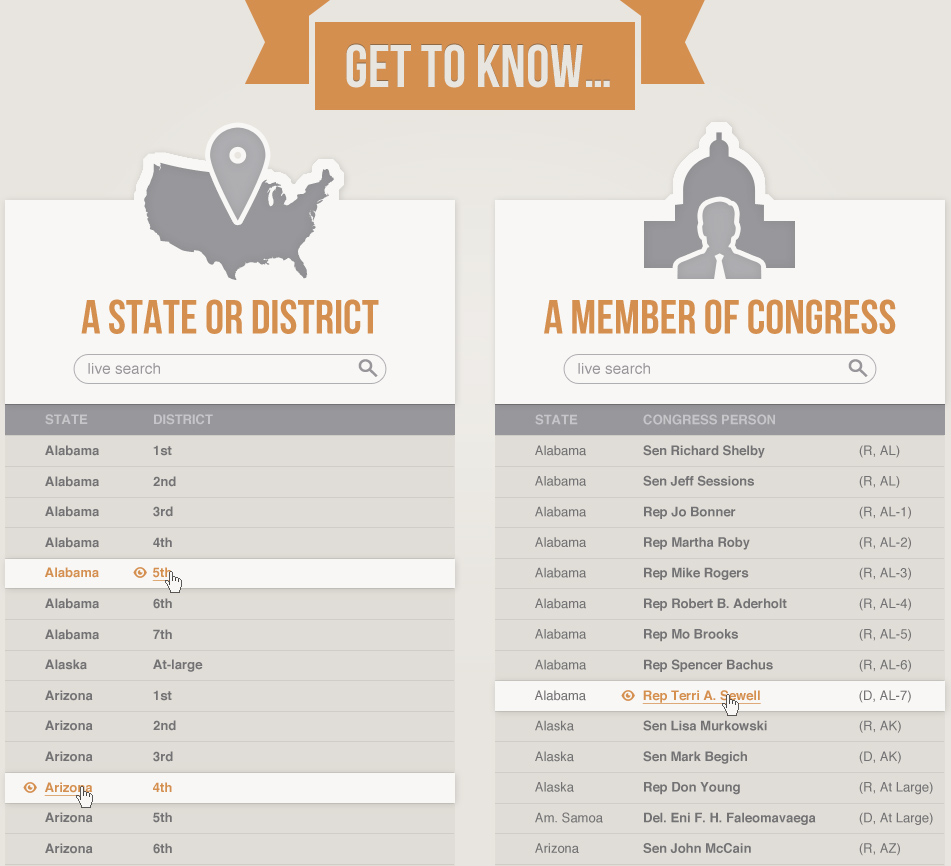 GET TO KNOW...
A STATE OR DISTRICT
live search
STATE DISTRICT
Alabama 1st
Alabama 2nd
Alabama 3rd
Alabama 4th
Alabama 5th
Alabama 6th
Alabama 7th
Alaska At-large
Arizona 1st
Arizona 2nd
Arizona 3rd
Arizona 4th
Arizona 5th
Arizona 6th
A MEMBER OF CONGRESS
live search
STATE CONGRESS PERSON
Alabama Sen Richard Shelby (R, AL)
Alabama Sen Jeff Sessions (R, AL)
Alabama Rep Jo Bonner (R, AL-1)
Alabama Rep Martha Roby (R, AL-2)
Alabama Rep Mike Rogers (R, AL-3)
Alabama Rep Robert B. Aderholt (R, AL-4)
Alabama Rep Mo Brooks (R, AL-5)
Alabama Rep Spencer Bachus (R, AL-6)
Alabama Rep Terri A. Sewell (D, AL-7)
Alaska Sen Lisa Murkowski (R, AK)
Alaska Sen Mark Begich (D, AK)
Alaska Rep Don Young (R, At Large)
Am. Samoa Del. Eni F. H. Faleomavaega (D, At Large)
Arizona Sen John McCain (R, AZ)